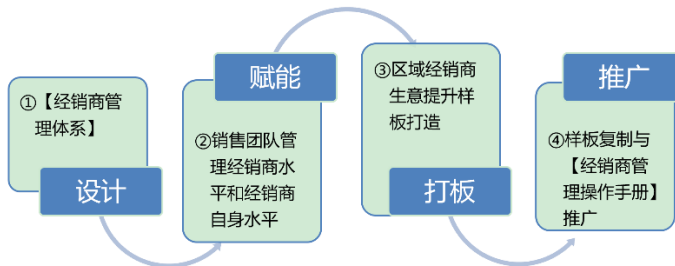 ①【经销商管
理体系】
设计
赋能
②销售团队管
理经销商水
平和经销商
自身水平
③区域经销商
生意提升样
板打造
打板
推广
④样板复制与
【经销商管
理操作手册】
推广